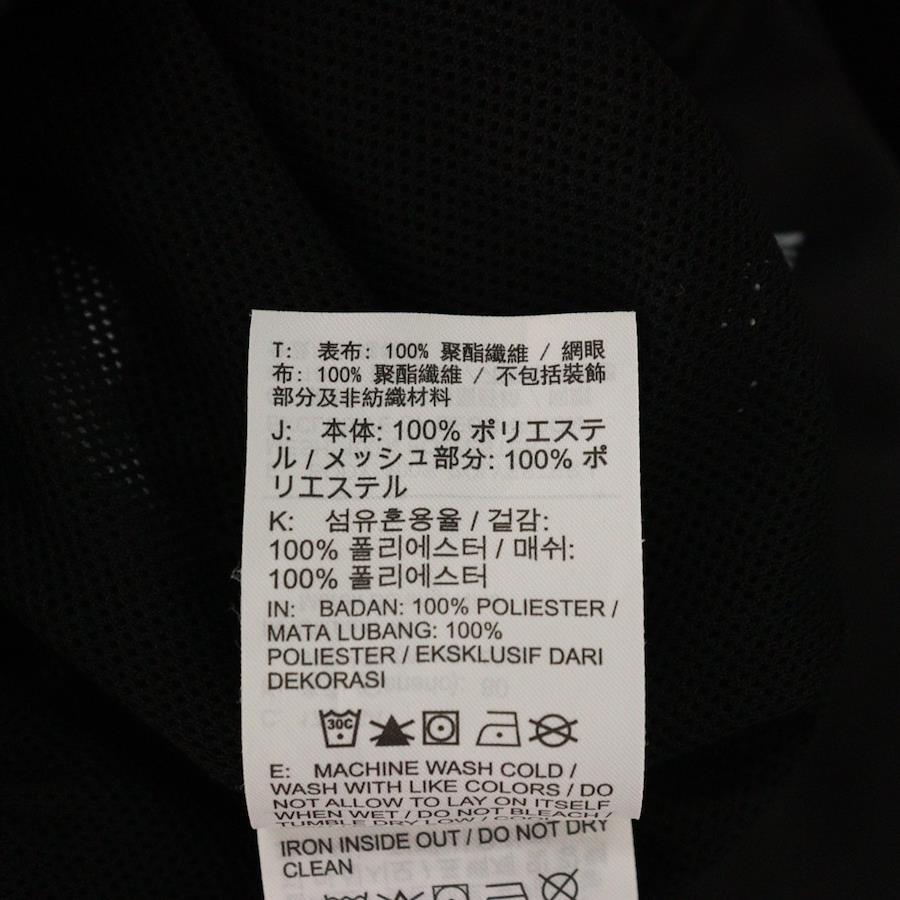 T: 表布: 100% 聚酯纖維 / 網眼
布: 100% 聚酯纖維 / 不包括裝飾
部分及非紡織材料
J: 本体: 100% ポリエステ
ル / メッシュ部分: 100% ポ
リエステル
K: 섬유혼용율 / 겉감:
100% 폴리에스터 / 매쉬:
100% 폴리에스터
IN: BADAN: 100% POLIESTER /
MATA LUBANG: 100%
POLIESTER / EKSKLUSIF DARI
DEKORASI
30C
E: MACHINE WASH COLD /
WASH WITH LIKE COLORS / DO
NOT ALLOW TO LAY ON ITSELF
WHEN WET / DO NOT BLEACH /
TUMBLE DRY LOW / COOL
IRON INSIDE OUT / DO NOT DRY
CLEAN